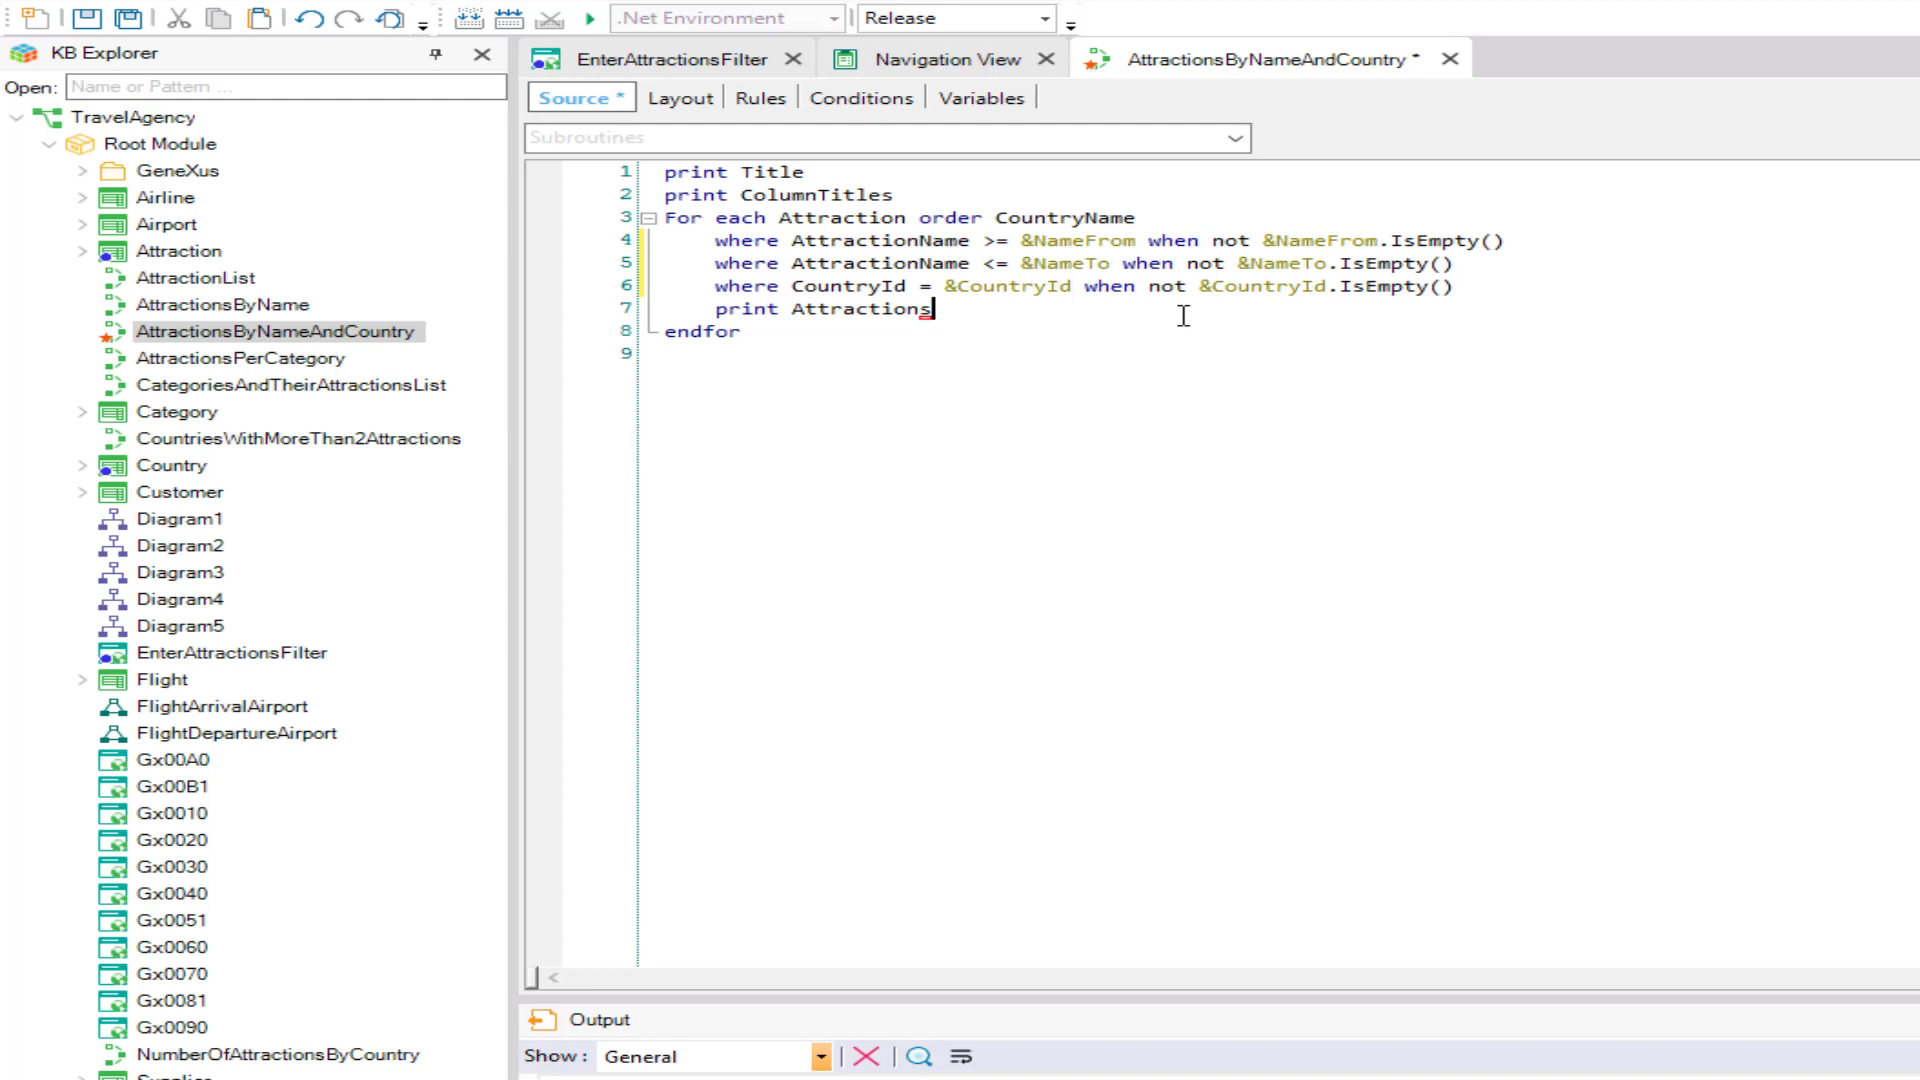 .Net Environment
Release
KB Explorer
EnterAttractionsFilter
Navigation View
AttractionsByNameAndCountry *
Open:
Name or Pattern ...
TravelAgency
Root Module
GeneXus
Airline
Airport
Attraction
AttractionList
AttractionsByName
AttractionsByNameAndCountry
AttractionsPerCategory
CategoriesAndTheirAttractionsList
Category
CountriesWithMoreThan2Attractions
Country
Customer
Diagram1
Diagram2
Diagram3
Diagram4
Diagram5
EnterAttractionsFilter
Flight
FlightArrivalAirport
FlightDepartureAirport
Gx00A0
Gx00B1
Gx0010
Gx0020
Gx0030
Gx0040
Gx0051
Gx0060
Gx0070
Gx0081
Gx0090
NumberOfAttractionsByCountry
Source *
Layout
Rules
Conditions
Variables
Subroutines
1 print Title
2 print ColumnTitles
3 For each Attraction order CountryName
4 where AttractionName >= &NameFrom when not &NameFrom.IsEmpty()
5 where AttractionName <= &NameTo when not &NameTo.IsEmpty()
6 where CountryId = &CountryId when not &CountryId.IsEmpty()
7 print Attractions
8 endfor
9
Output
Show : General